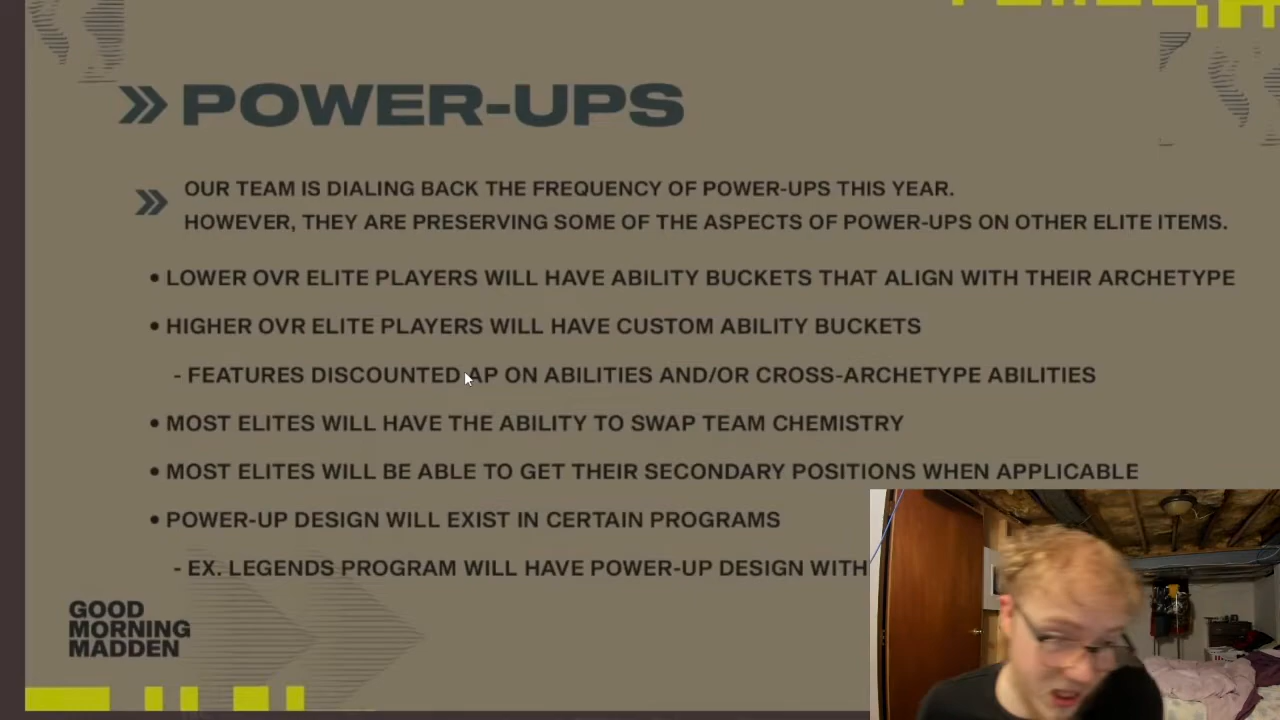 POWER-UPS
OUR TEAM IS DIALING BACK THE FREQUENCY OF POWER-UPS THIS YEAR.
HOWEVER, THEY ARE PRESERVING SOME OF THE ASPECTS OF POWER-UPS ON OTHER ELITE ITEMS.
• LOWER OVR ELITE PLAYERS WILL HAVE ABILITY BUCKETS THAT ALIGN WITH THEIR ARCHETYPE
• HIGHER OVR ELITE PLAYERS WILL HAVE CUSTOM ABILITY BUCKETS
- FEATURES DISCOUNTED AP ON ABILITIES AND/OR CROSS-ARCHETYPE ABILITIES
• MOST ELITES WILL HAVE THE ABILITY TO SWAP TEAM CHEMISTRY
• MOST ELITES WILL BE ABLE TO GET THEIR SECONDARY POSITIONS WHEN APPLICABLE
• POWER-UP DESIGN WILL EXIST IN CERTAIN PROGRAMS
- EX. LEGENDS PROGRAM WILL HAVE POWER-UP DESIGN WITH
GOOD
MORNING
MADDEN